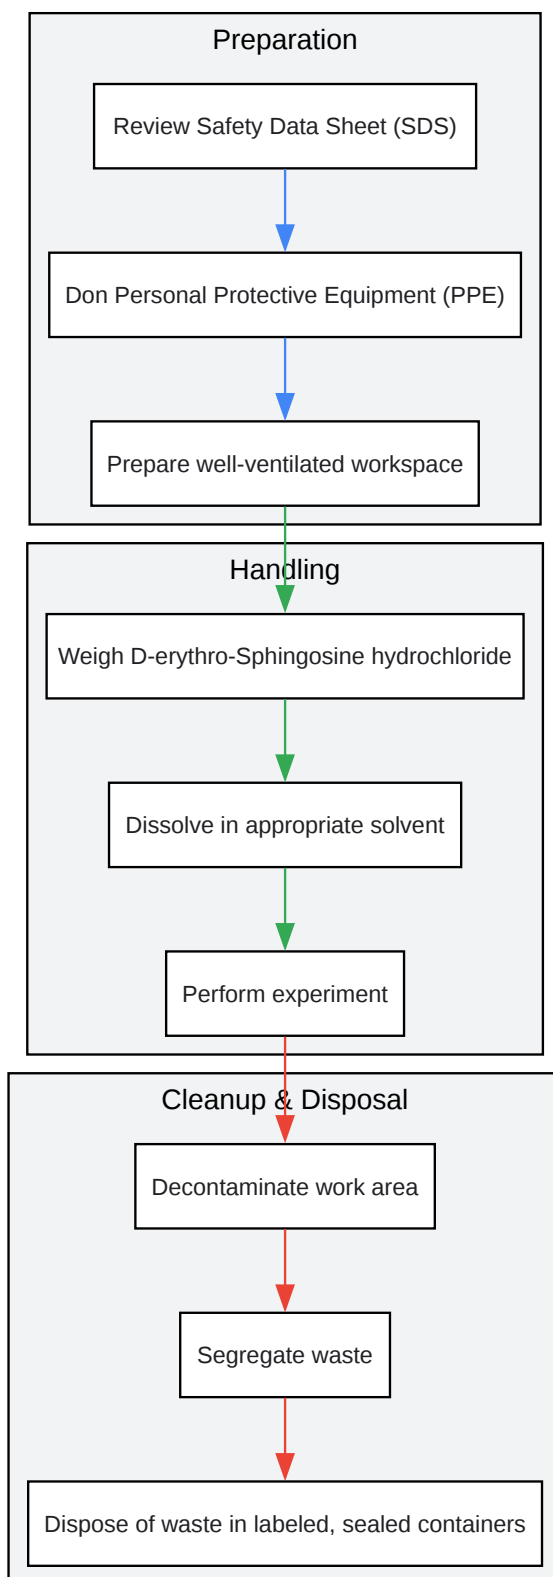 Preparation
Review Safety Data Sheet (SDS)
Don Personal Protective Equipment (PPE)
Prepare well-ventilated workspace
Handling
Weigh D-erythro-Sphingosine hydrochloride
Dissolve in appropriate solvent
Perform experiment
Cleanup & Disposal
Decontaminate work area
Segregate waste
Dispose of waste in labeled, sealed containers